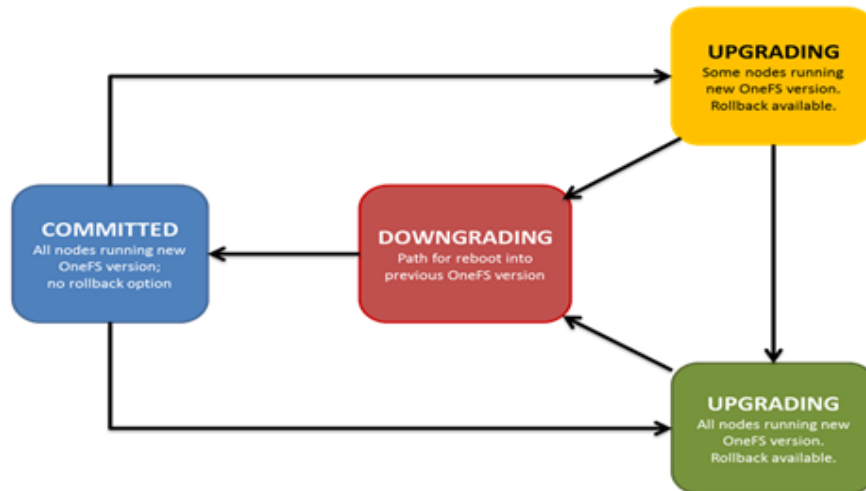 UPGRADING
Some nodes running
new OneFS version.
Rollback available.
COMMITTED
All nodes running new
OneFS version;
no rollback option
DOWNGRADING
Path for reboot into
previous OneFS version
UPGRADING
All nodes running new
OneFS version.
Rollback available.